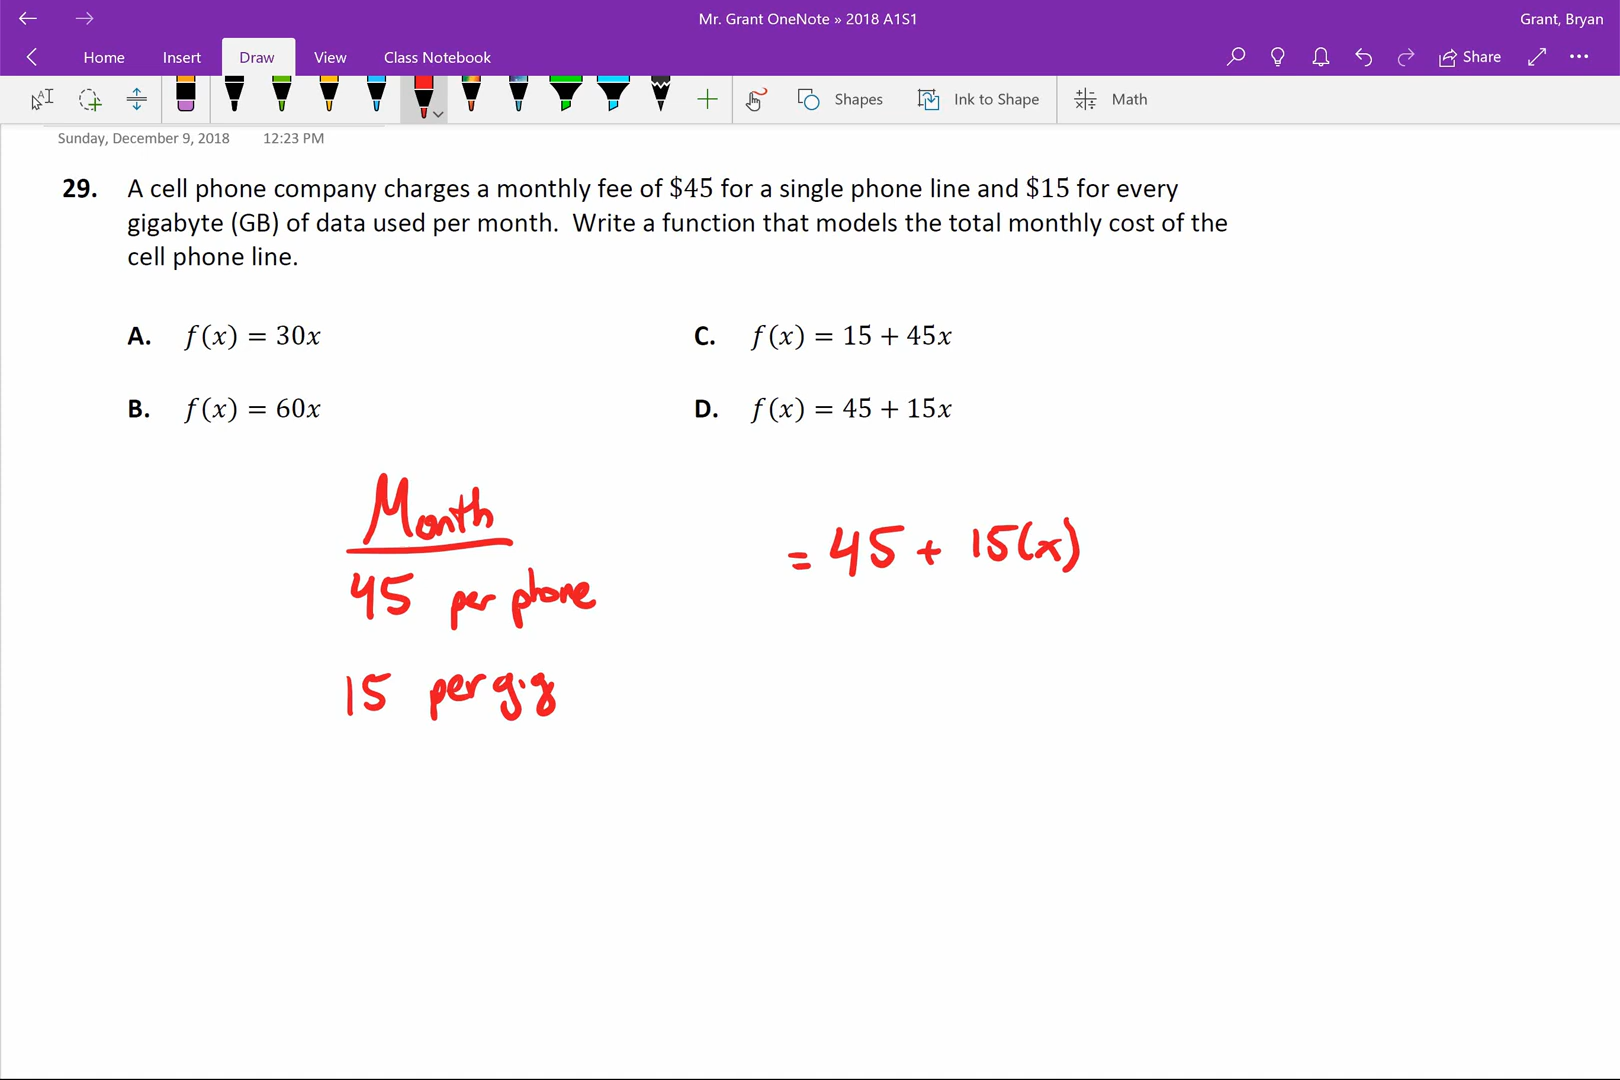 Mr. Grant OneNote » 2018 A1S1
Grant, Bryan
Home Insert Draw View Class Notebook Share
Shapes Ink to Shape Math
Sunday, December 9, 2018 12:23 PM
29. A cell phone company charges a monthly fee of $45 for a single phone line and $15 for every
gigabyte (GB) of data used per month. Write a function that models the total monthly cost of the
cell phone line.
A. f(x) = 30x C. f(x) = 15 + 45x
B. f(x) = 60x D. f(x) = 45 + 15x
Month
= 45 + 15(x)
45 per phone
15 per gig